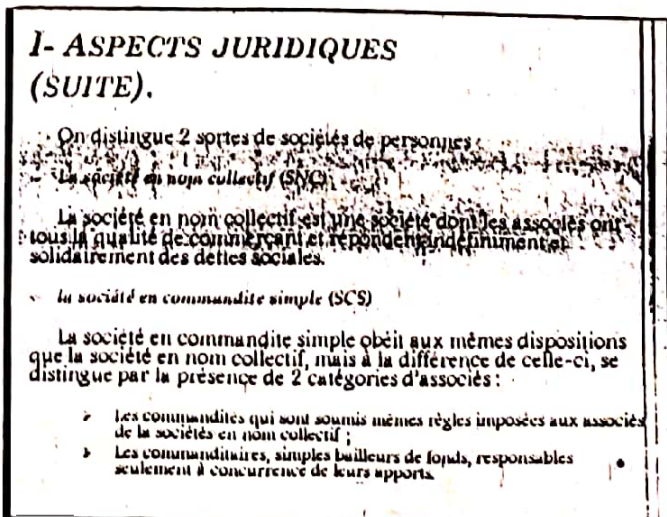 I- ASPECTS JURIDIQUES
(SUITE).
On distingue 2 sortes de sociétés de personnes :
- La société en nom collectif (SNC)
La société en nom collectif est une société dont les associés ont
tous la qualité de commerçant et répondent indéfiniment et
solidairement des dettes sociales.
- la société en commandite simple (SCS)
La société en commandite simple obéit aux mêmes dispositions
que la société en nom collectif, mais à la différence de celle-ci, se
distingue par la présence de 2 catégories d'associés :
➢ Les commandités qui sont soumis mêmes règles imposées aux associés
de la sociétés en nom collectif ;
➢ Les commanditaires, simples bailleurs de fonds, responsables
seulement à concurrence de leurs apports.